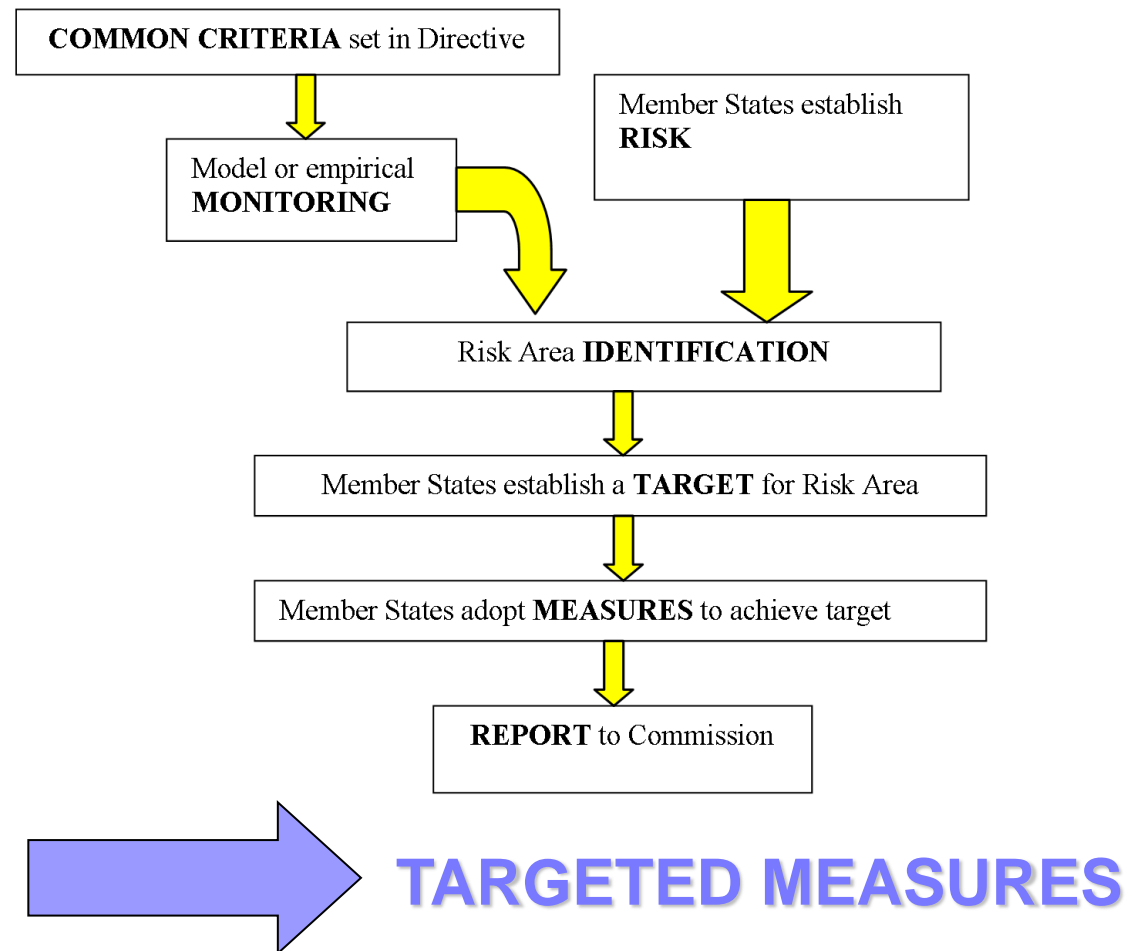 COMMON CRITERIA set in Directive
Member States establish
RISK
Model or empirical
MONITORING
Risk Area IDENTIFICATION
Member States establish a TARGET for Risk Area
Member States adopt MEASURES to achieve target
REPORT to Commission
TARGETED MEASURES